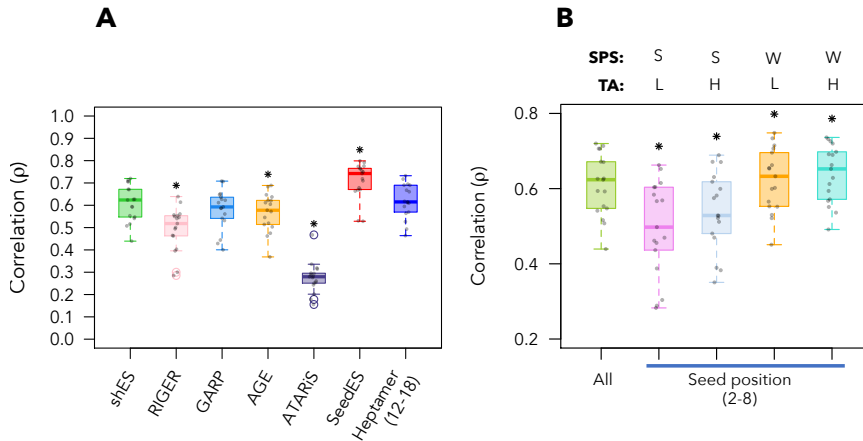 A
B
SPS: S S W W
TA: L H L H
Correlation (ρ)
1.0
0.9
0.8
0.7
0.6
0.5
0.4
0.3
0.2
0.1
0.0
*
*
*
*
shES
RIGER
GARP
AGE
ATARiS
SeedES
Heptamer
(12-18)
Correlation (ρ)
0.8
0.6
0.4
0.2
*
*
*
*
All
Seed position
(2-8)